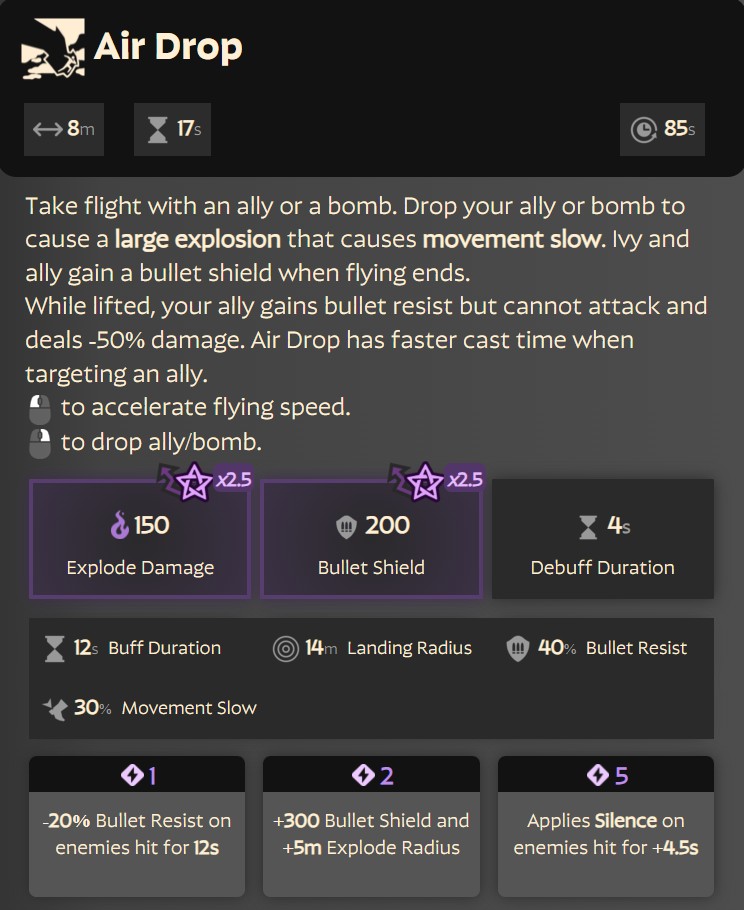 Air Drop
8m 17s 85s
Take flight with an ally or a bomb. Drop your ally or bomb to
cause a large explosion that causes movement slow. Ivy and
ally gain a bullet shield when flying ends.
While lifted, your ally gains bullet resist but cannot attack and
deals -50% damage. Air Drop has faster cast time when
targeting an ally.
to accelerate flying speed.
to drop ally/bomb.
x2.5 x2.5
150 200 4s
Explode Damage Bullet Shield Debuff Duration
12s Buff Duration 14m Landing Radius 40% Bullet Resist
30% Movement Slow
1 2 5
-20% Bullet Resist on +300 Bullet Shield and Applies Silence on
enemies hit for 12s +5m Explode Radius enemies hit for +4.5s